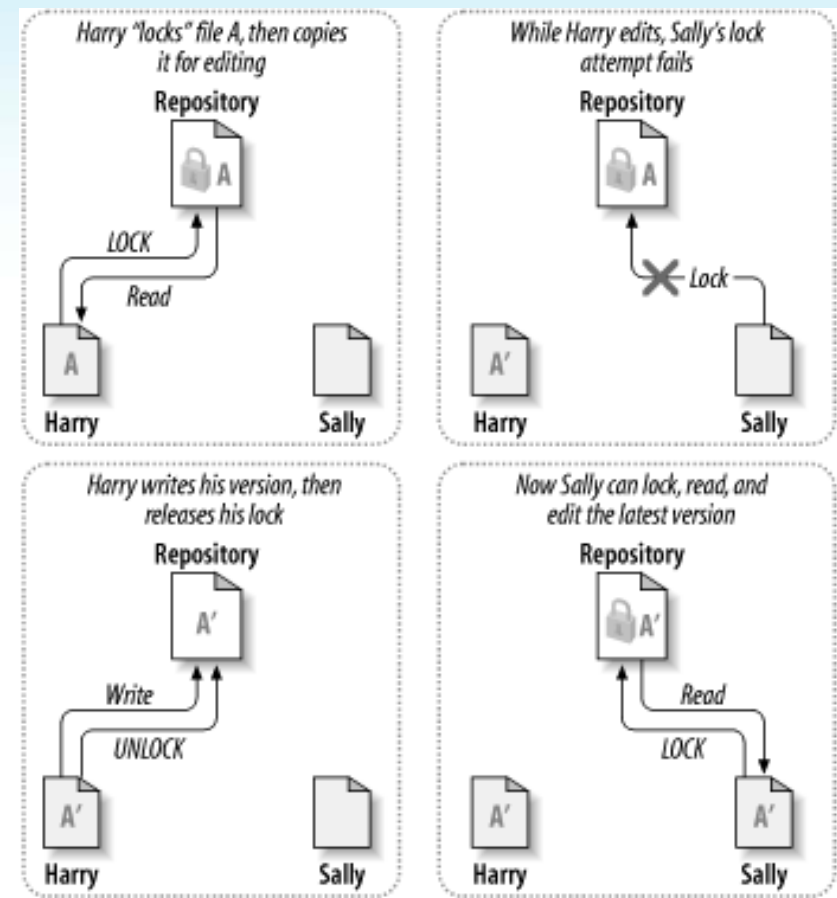 Harry “locks” file A, then copies
it for editing
Repository
A
LOCK
Read
A
Harry
Sally
While Harry edits, Sally’s lock
attempt fails
Repository
A
Lock
A′
Harry
Sally
Harry writes his version, then
releases his lock
Repository
A′
Write
UNLOCK
A′
Harry
Sally
Now Sally can lock, read, and
edit the latest version
Repository
A′
Read
LOCK
A′
A′
Harry
Sally